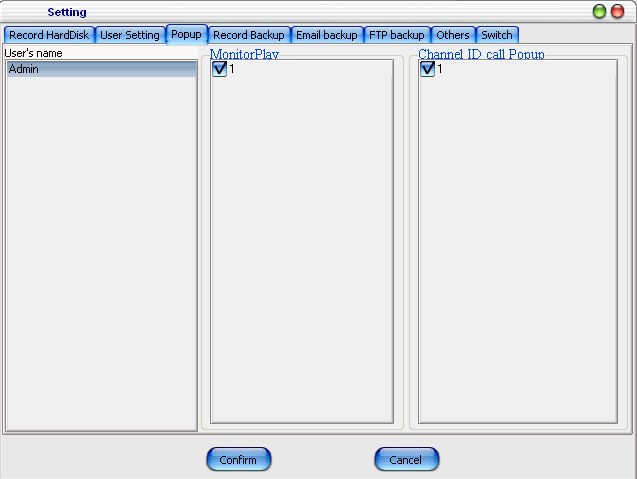 Setting
Record HardDisk User Setting Popup Record Backup Email backup FTP backup Others Switch
User's name
Admin
MonitorPlay
1
Channel ID call Popup
1
Confirm Cancel